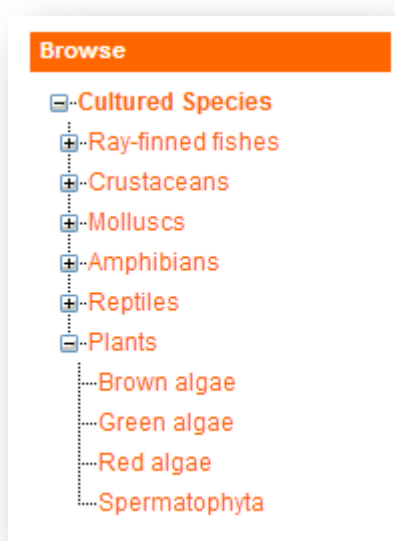 Browse
Cultured Species
Ray-finned fishes
Crustaceans
Molluscs
Amphibians
Reptiles
Plants
Brown algae
Green algae
Red algae
Spermatophyta